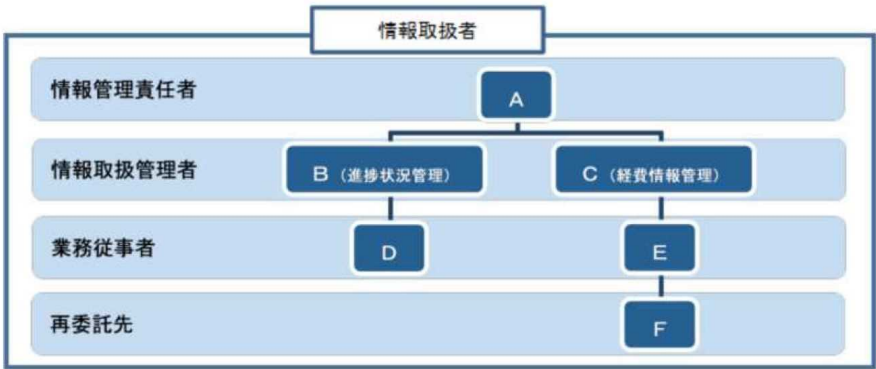 情報取扱者
情報管理責任者
A
情報取扱管理者
B（進捗状況管理）
C（経費情報管理）
業務従事者
D
E
再委託先
F